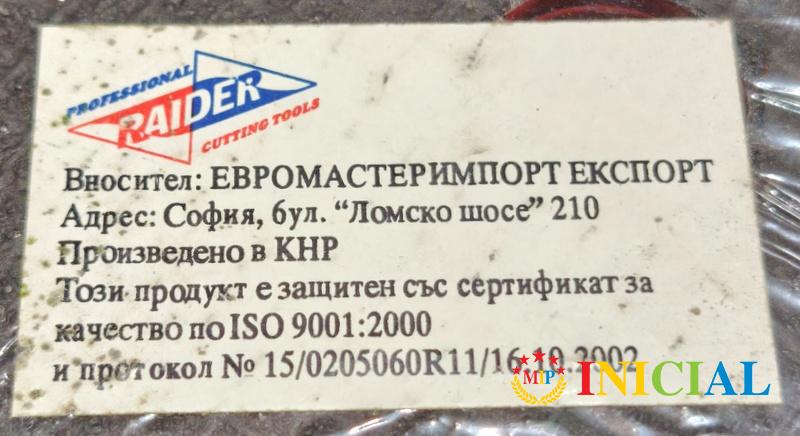 PROFESSIONAL
RAIDER
CUTTING TOOLS
Вносител: ЕВРОМАСТЕРИМПОРТ ЕКСПОРТ
Адрес: София, бул. “Ломско шосе” 210
Произведено в КНР
Този продукт е защитен със сертификат за
качество по ISO 9001:2000
и протокол № 15/0205060R11/16.10.2002
MIP INICIAL